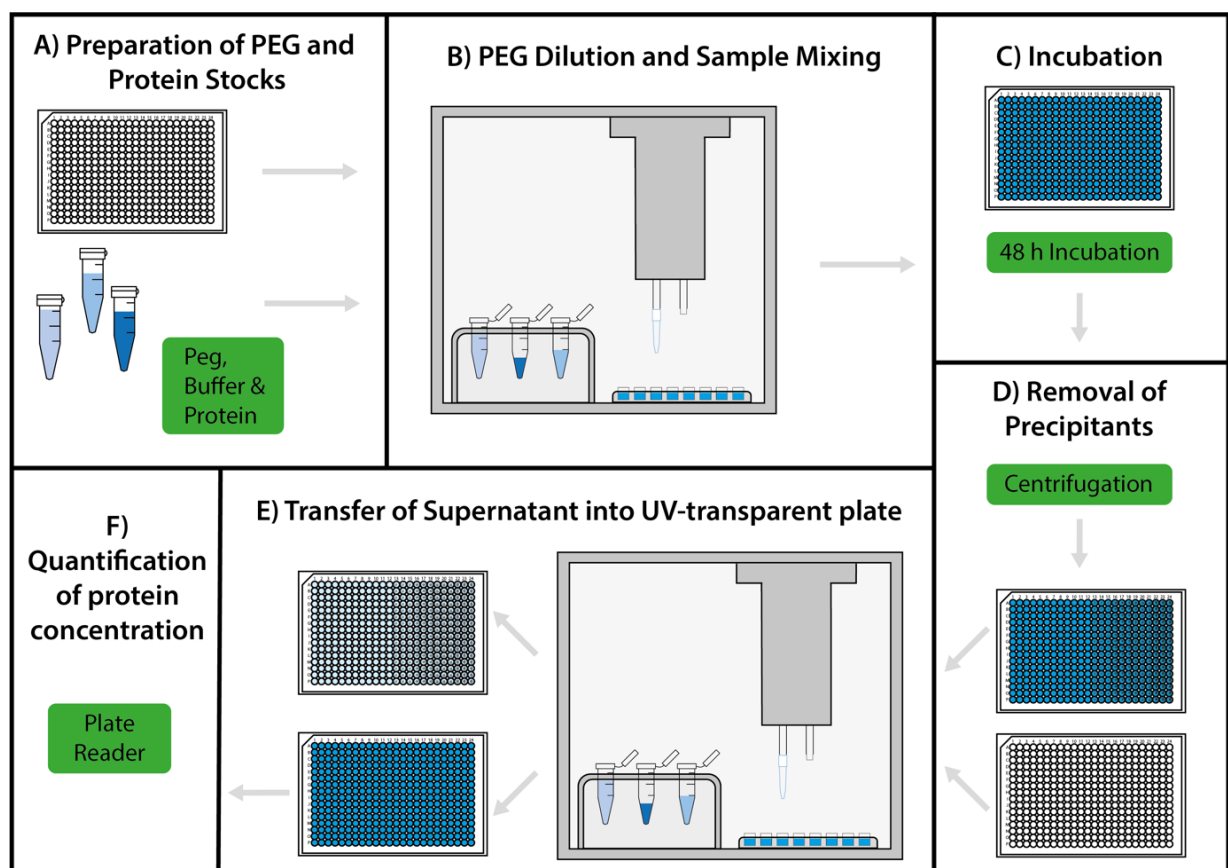 A) Preparation of PEG and
Protein Stocks
Peg,
Buffer &
Protein
B) PEG Dilution and Sample Mixing
C) Incubation
48 h Incubation
D) Removal of
Precipitants
Centrifugation
E) Transfer of Supernatant into UV-transparent plate
F)
Quantification
of protein
concentration
Plate
Reader